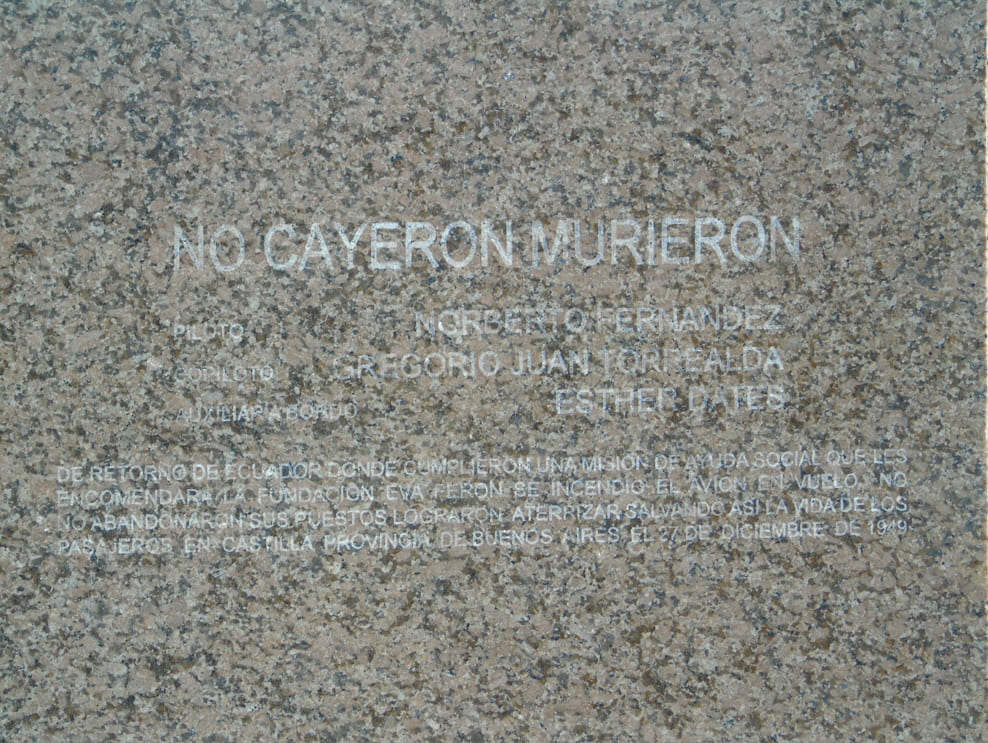 NO CAYERON MURIERON
PILOTO NORBERTO FERNANDEZ
COPILOTO GREGORIO JUAN TORREALDA
AUXILIAR A BORDO ESTHER DATES
DE RETORNO DE ECUADOR DONDE CUMPLIERON UNA MISION DE AYUDA SOCIAL QUE LES
ENCOMENDARA LA FUNDACION EVA PERON SE INCENDIO EL AVION EN VUELO, NO
NO ABANDONARON SUS PUESTOS LOGRARON ATERRIZAR SALVANDO ASI LA VIDA DE LOS
PASAJEROS EN CASTILLA PROVINCIA DE BUENOS AIRES EL 27 DE DICIEMBRE DE 1949